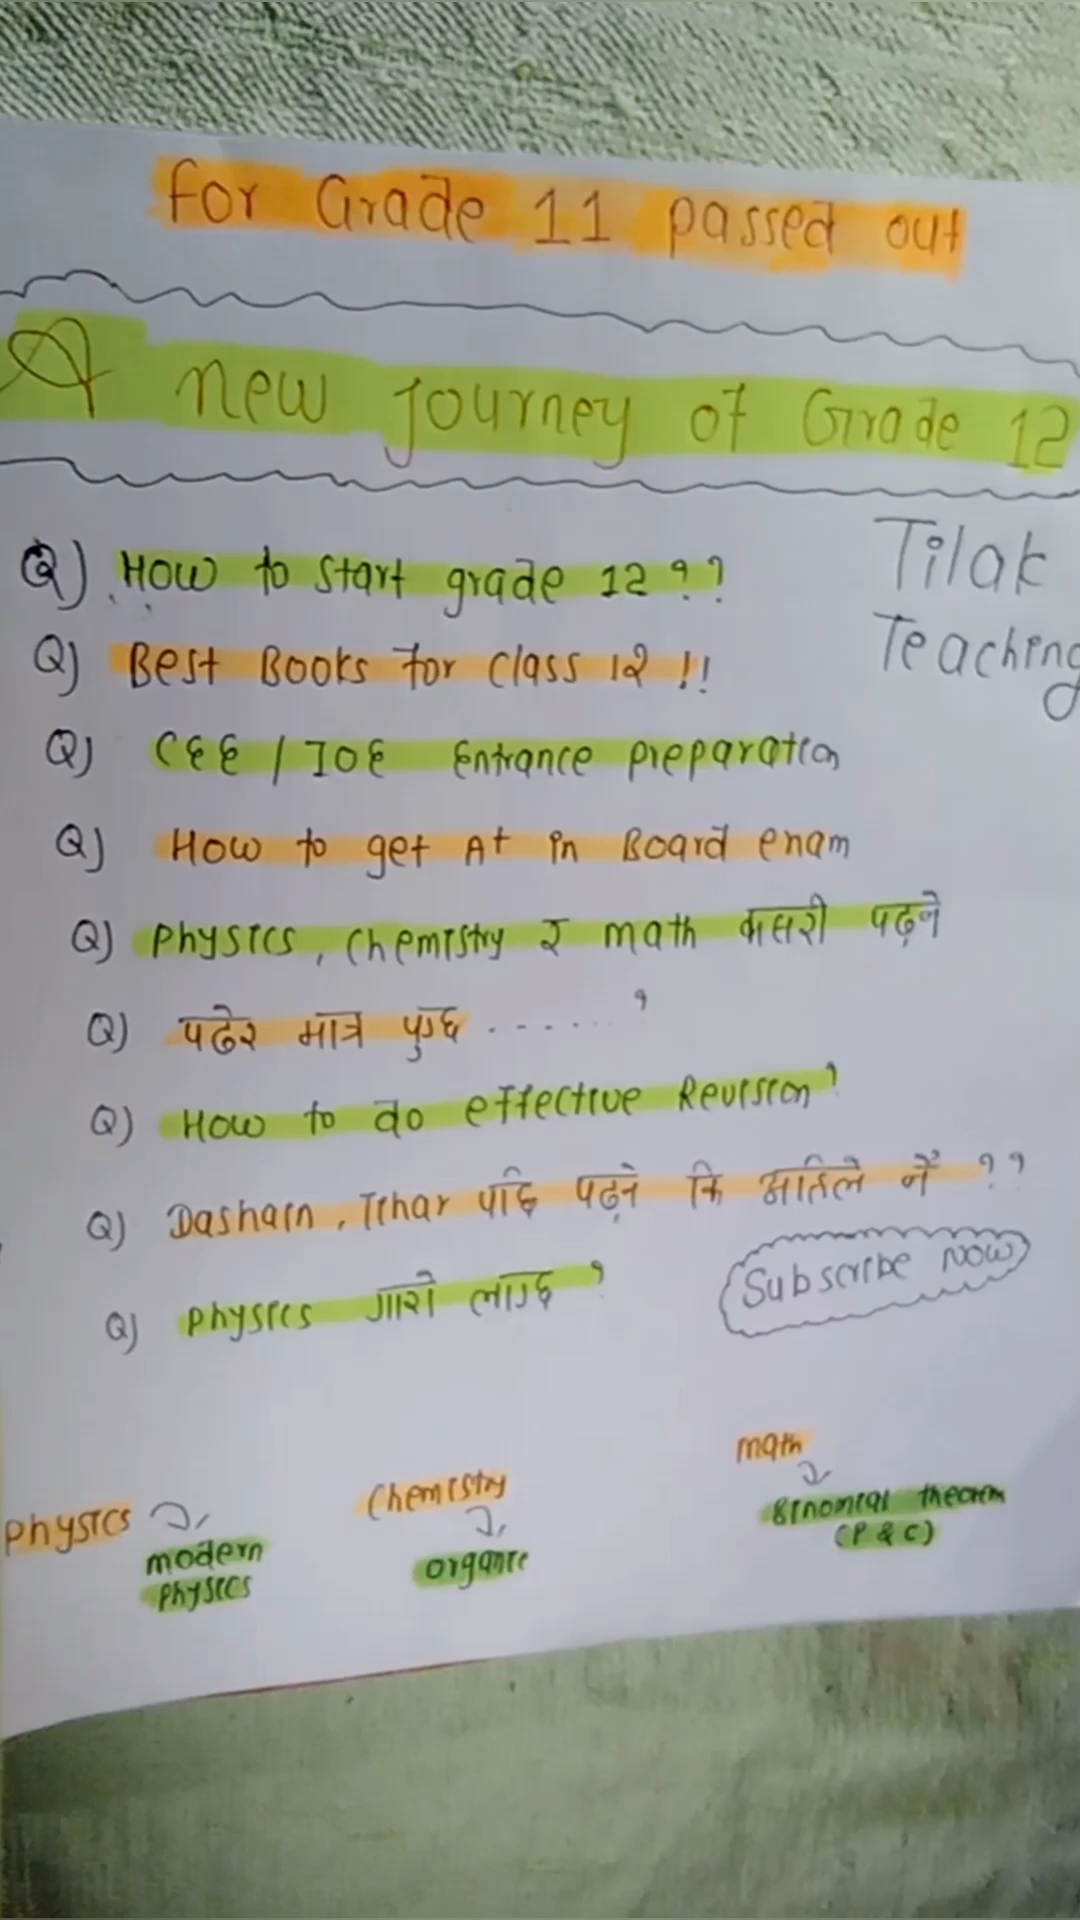 for Grade 11 passed out
A new journey of Grade 12
Tilak
Teaching
Q) How to start grade 12 ??
Q) Best Books for class 12 !!
Q) CEE / IOE Entrance preparation
Q) How to get A+ in Board enam
Q) Physics, Chemistry र math कसरी पढ्ने
Q) पढेर मात्र पुग्छ .......?
Q) How to do effective Revision?
Q) Dashain, Tihar पछि पढ्ने कि अहिले नै ??
Q) physics गारो लाग्छ ?
Subscribe Now
physics
modern
physics
Chemistry
organic
math
Binomial theorem
(P & C)